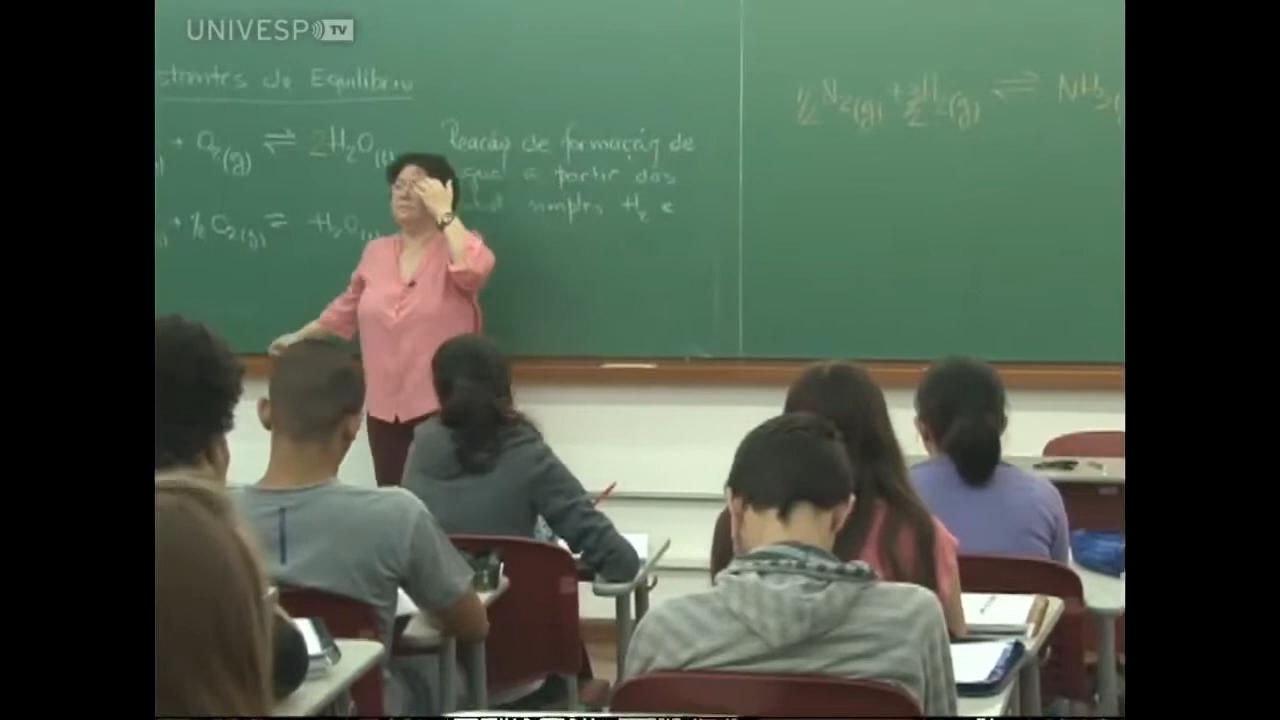 UNIVESP TV
stantes de Equilíbrio
+ O₂(g) ⇌ 2H₂O(l)
Reação de formação de
a partir das
simples H₂ e
+ ½ O₂(g) = H₂O(l)
½ N₂(g) + 3/2 H₂(g) ⇌ NH₃(